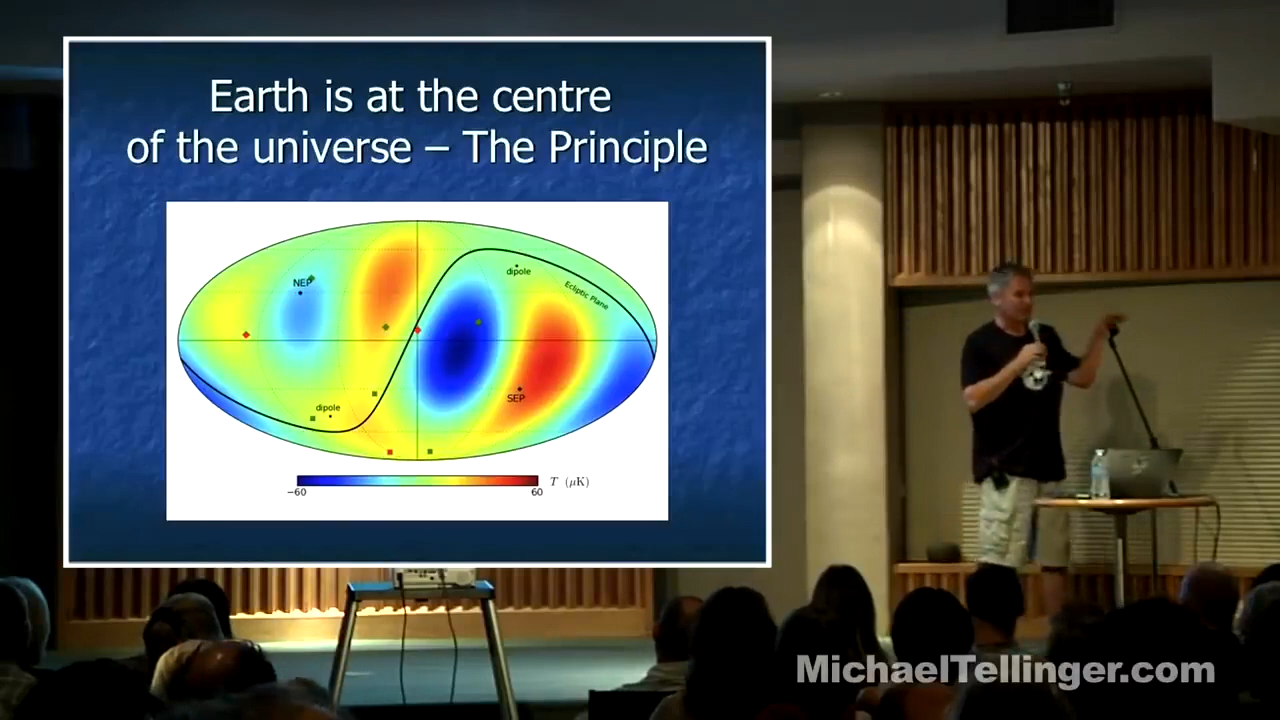 Earth is at the centre
of the universe – The Principle
NEP
dipole
Ecliptic Plane
dipole
SEP
−60
60
T (μK)
MichaelTellinger.com